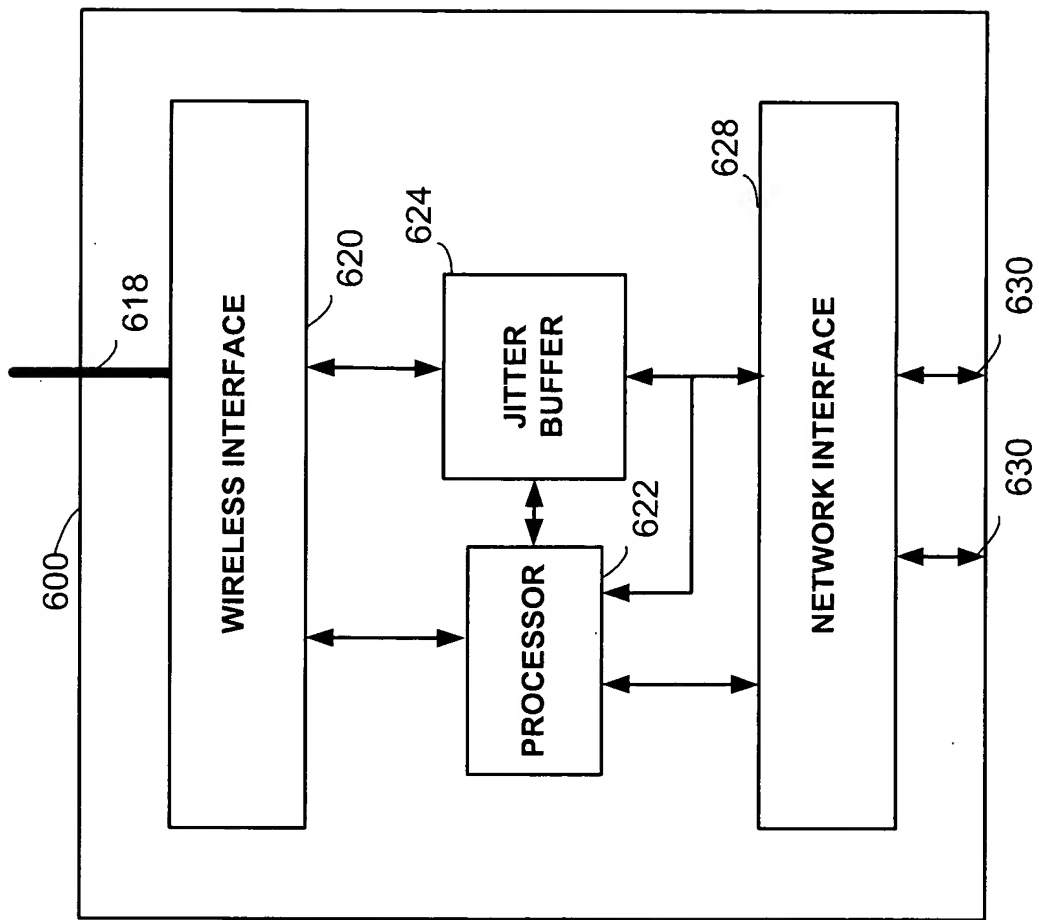 600
618
WIRELESS INTERFACE
620
624
JITTER
BUFFER
PROCESSOR
622
628
NETWORK INTERFACE
630
630